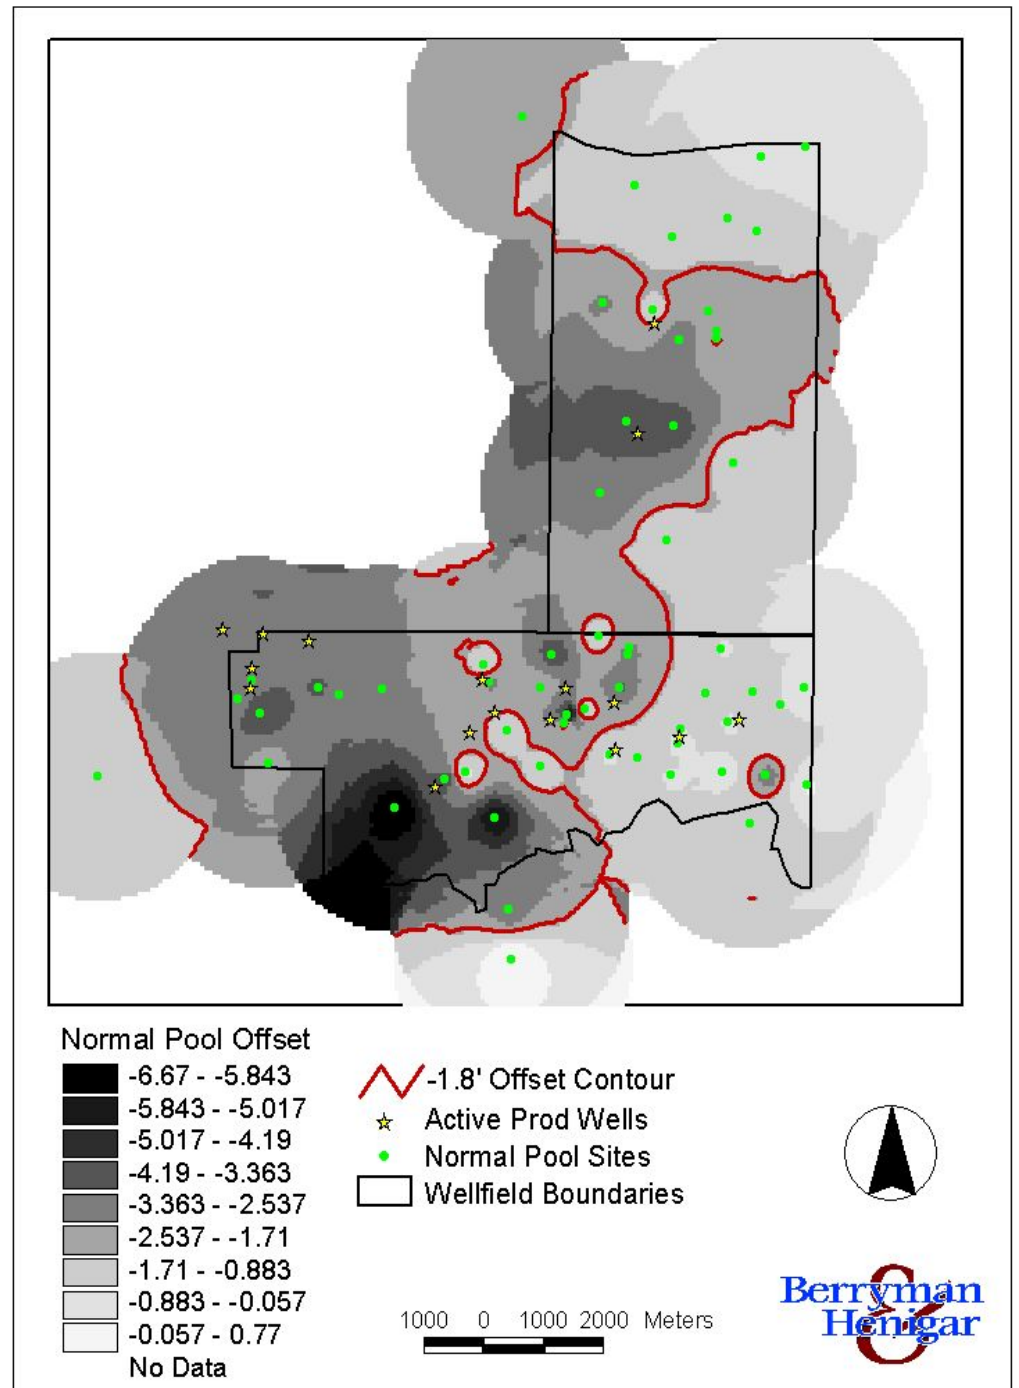 Normal Pool Offset
-6.67 - -5.843
-5.843 - -5.017
-5.017 - -4.19
-4.19 - -3.363
-3.363 - -2.537
-2.537 - -1.71
-1.71 - -0.883
-0.883 - -0.057
-0.057 - 0.77
No Data
-1.8' Offset Contour
Active Prod Wells
Normal Pool Sites
Wellfield Boundaries
1000 0 1000 2000 Meters
Berryman
&
Henigar